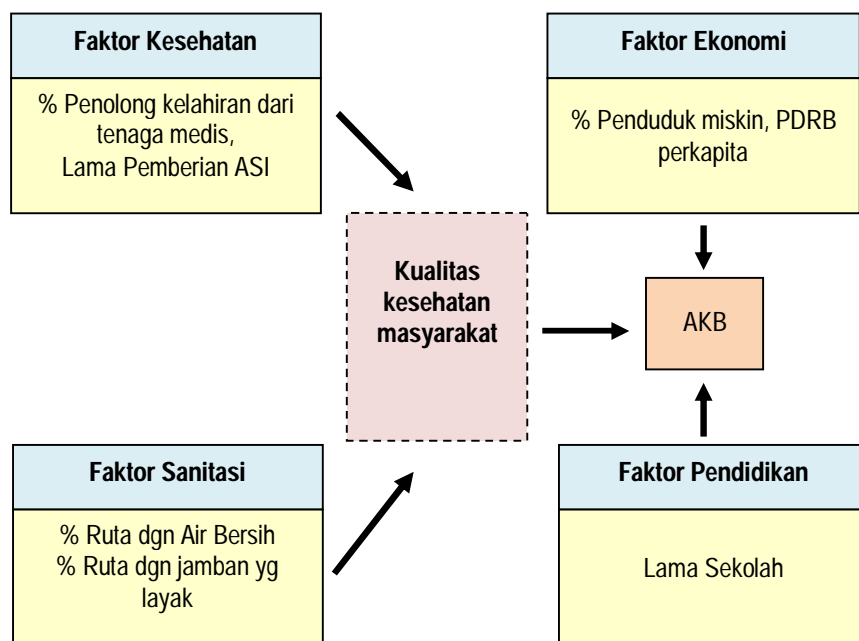 Faktor Kesehatan
% Penolong kelahiran dari
tenaga medis,
Lama Pemberian ASI
Faktor Ekonomi
% Penduduk miskin, PDRB
perkapita
Kualitas
kesehatan
masyarakat
AKB
Faktor Sanitasi
% Ruta dgn Air Bersih
% Ruta dgn jamban yg
layak
Faktor Pendidikan
Lama Sekolah